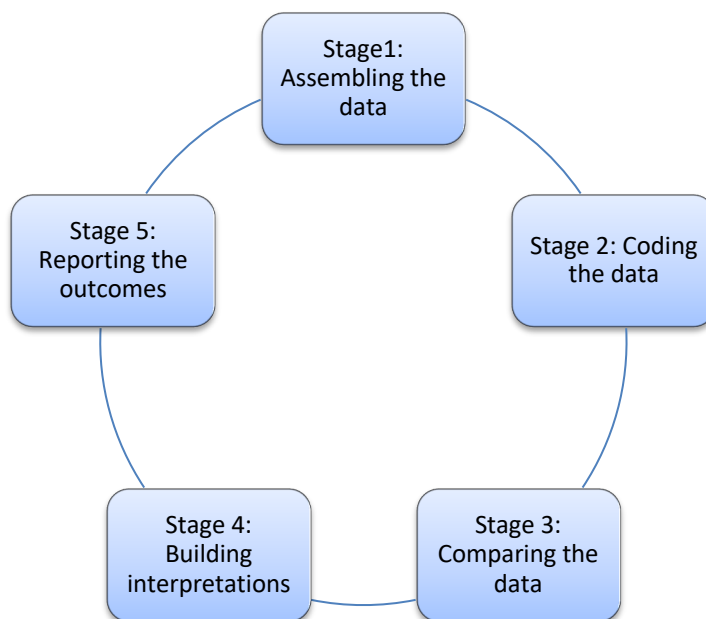 Stage1:
Assembling the
data
Stage 2: Coding
the data
Stage 3:
Comparing the
data
Stage 4:
Building
interpretations
Stage 5:
Reporting the
outcomes